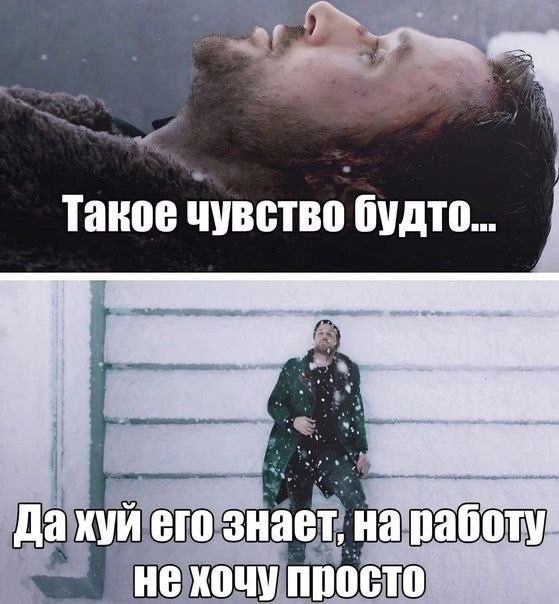 Такое чувство будто...
Да хуй его знает, на работу
не хочу просто